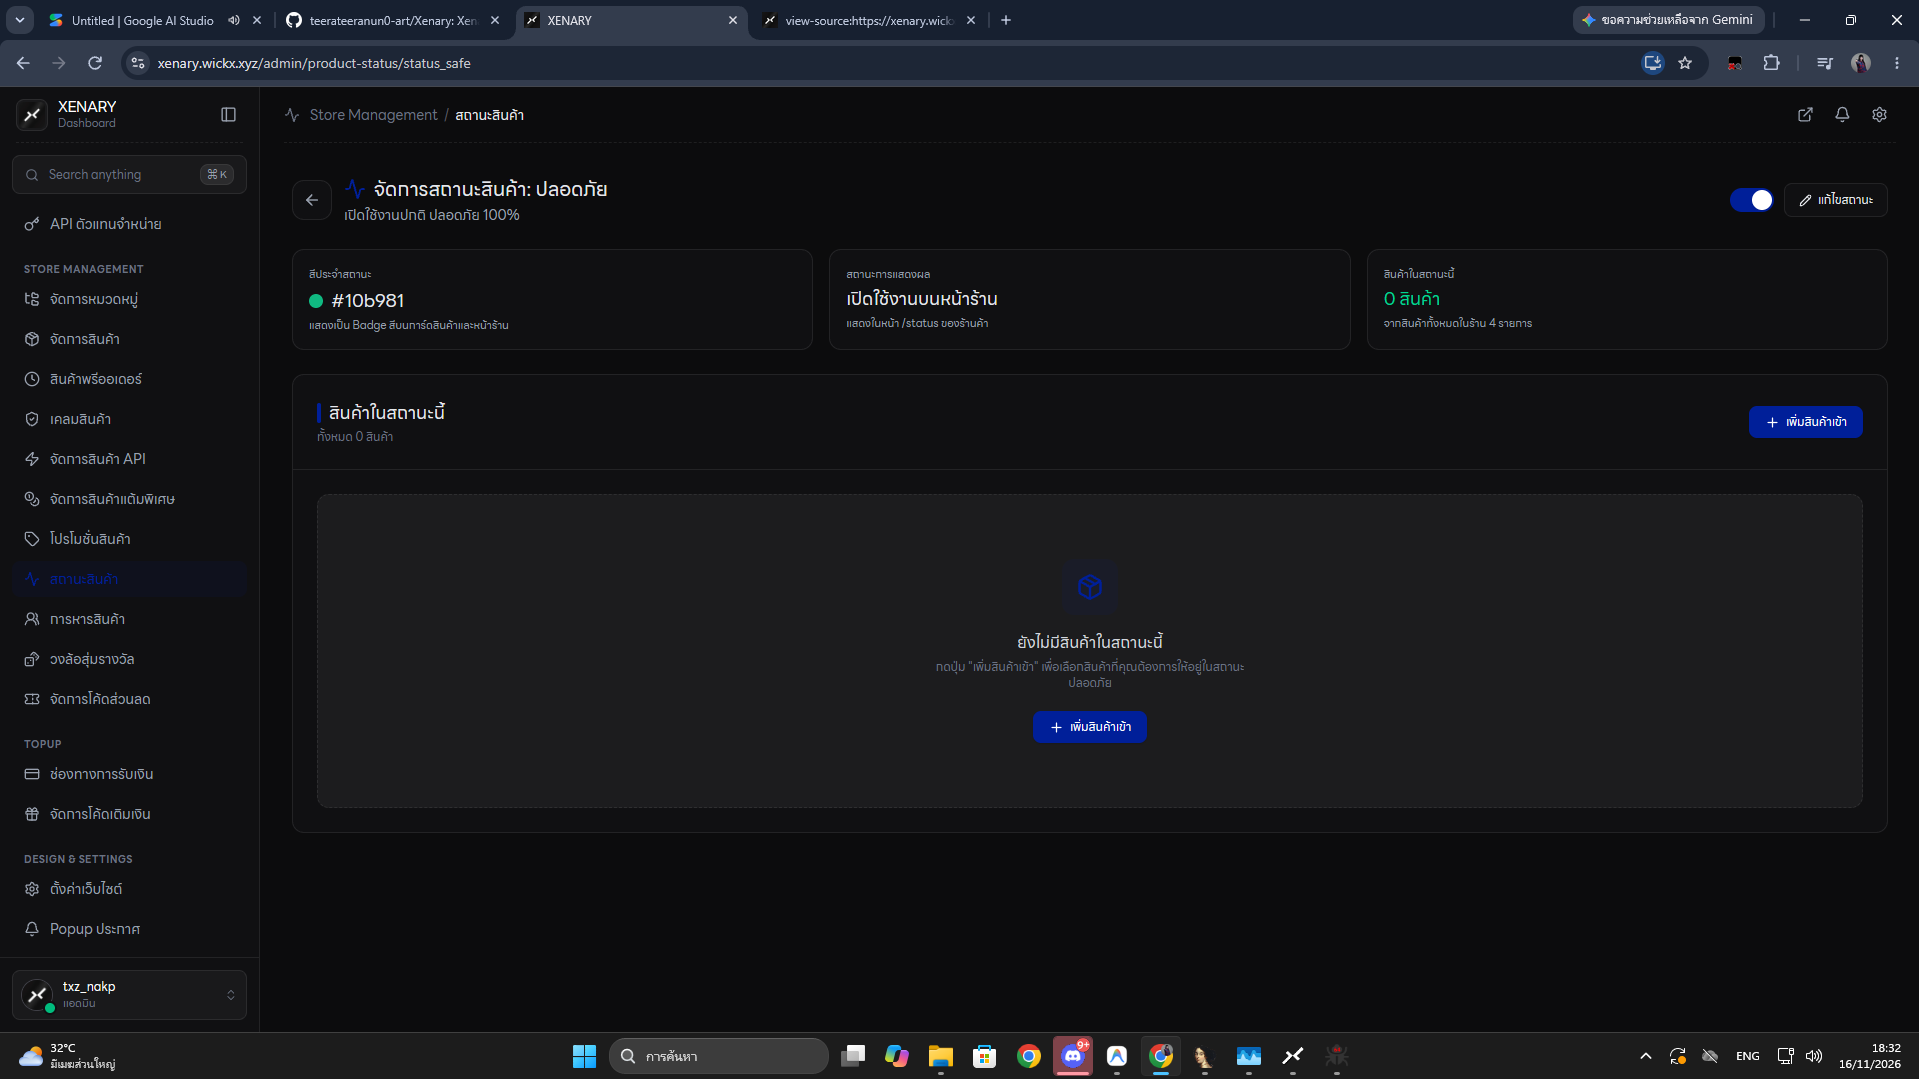 Untitled | Google AI Studio
teerateeranun0-art/Xenary: Xen
XENARY
view-source:https://xenary.wick
ขอความช่วยเหลือจาก Gemini
xenary.wickx.xyz/admin/product-status/status_safe
XENARY
Dashboard
Search anything
⌘ K
API ตัวแทนจำหน่าย
STORE MANAGEMENT
จัดการหมวดหมู่
จัดการสินค้า
สินค้าพรีออเดอร์
เคลมสินค้า
จัดการสินค้า API
จัดการสินค้าแต้มพิเศษ
โปรโมชั่นสินค้า
สถานะสินค้า
การหารสินค้า
วงล้อสุ่มรางวัล
จัดการโค้ดส่วนลด
TOPUP
ช่องทางการรับเงิน
จัดการโค้ดเติมเงิน
DESIGN & SETTINGS
ตั้งค่าเว็บไซต์
Popup ประกาศ
txz_nakp
แอดมิน
Store Management / สถานะสินค้า
จัดการสถานะสินค้า: ปลอดภัย
เปิดใช้งานปกติ ปลอดภัย 100%
แก้ไขสถานะ
สีประจำสถานะ
#10b981
แสดงเป็น Badge สีบนการ์ดสินค้าและหน้าร้าน
สถานะการแสดงผล
เปิดใช้งานบนหน้าร้าน
แสดงในหน้า /status ของร้านค้า
สินค้าในสถานะนี้
0 สินค้า
จากสินค้าทั้งหมดในร้าน 4 รายการ
สินค้าในสถานะนี้
ทั้งหมด 0 สินค้า
เพิ่มสินค้าเข้า
ยังไม่มีสินค้าในสถานะนี้
กดปุ่ม "เพิ่มสินค้าเข้า" เพื่อเลือกสินค้าที่คุณต้องการให้อยู่ในสถานะ
ปลอดภัย
เพิ่มสินค้าเข้า
32°C
มีเมฆส่วนใหญ่
การค้นหา
9+
ENG
18:32
16/11/2026